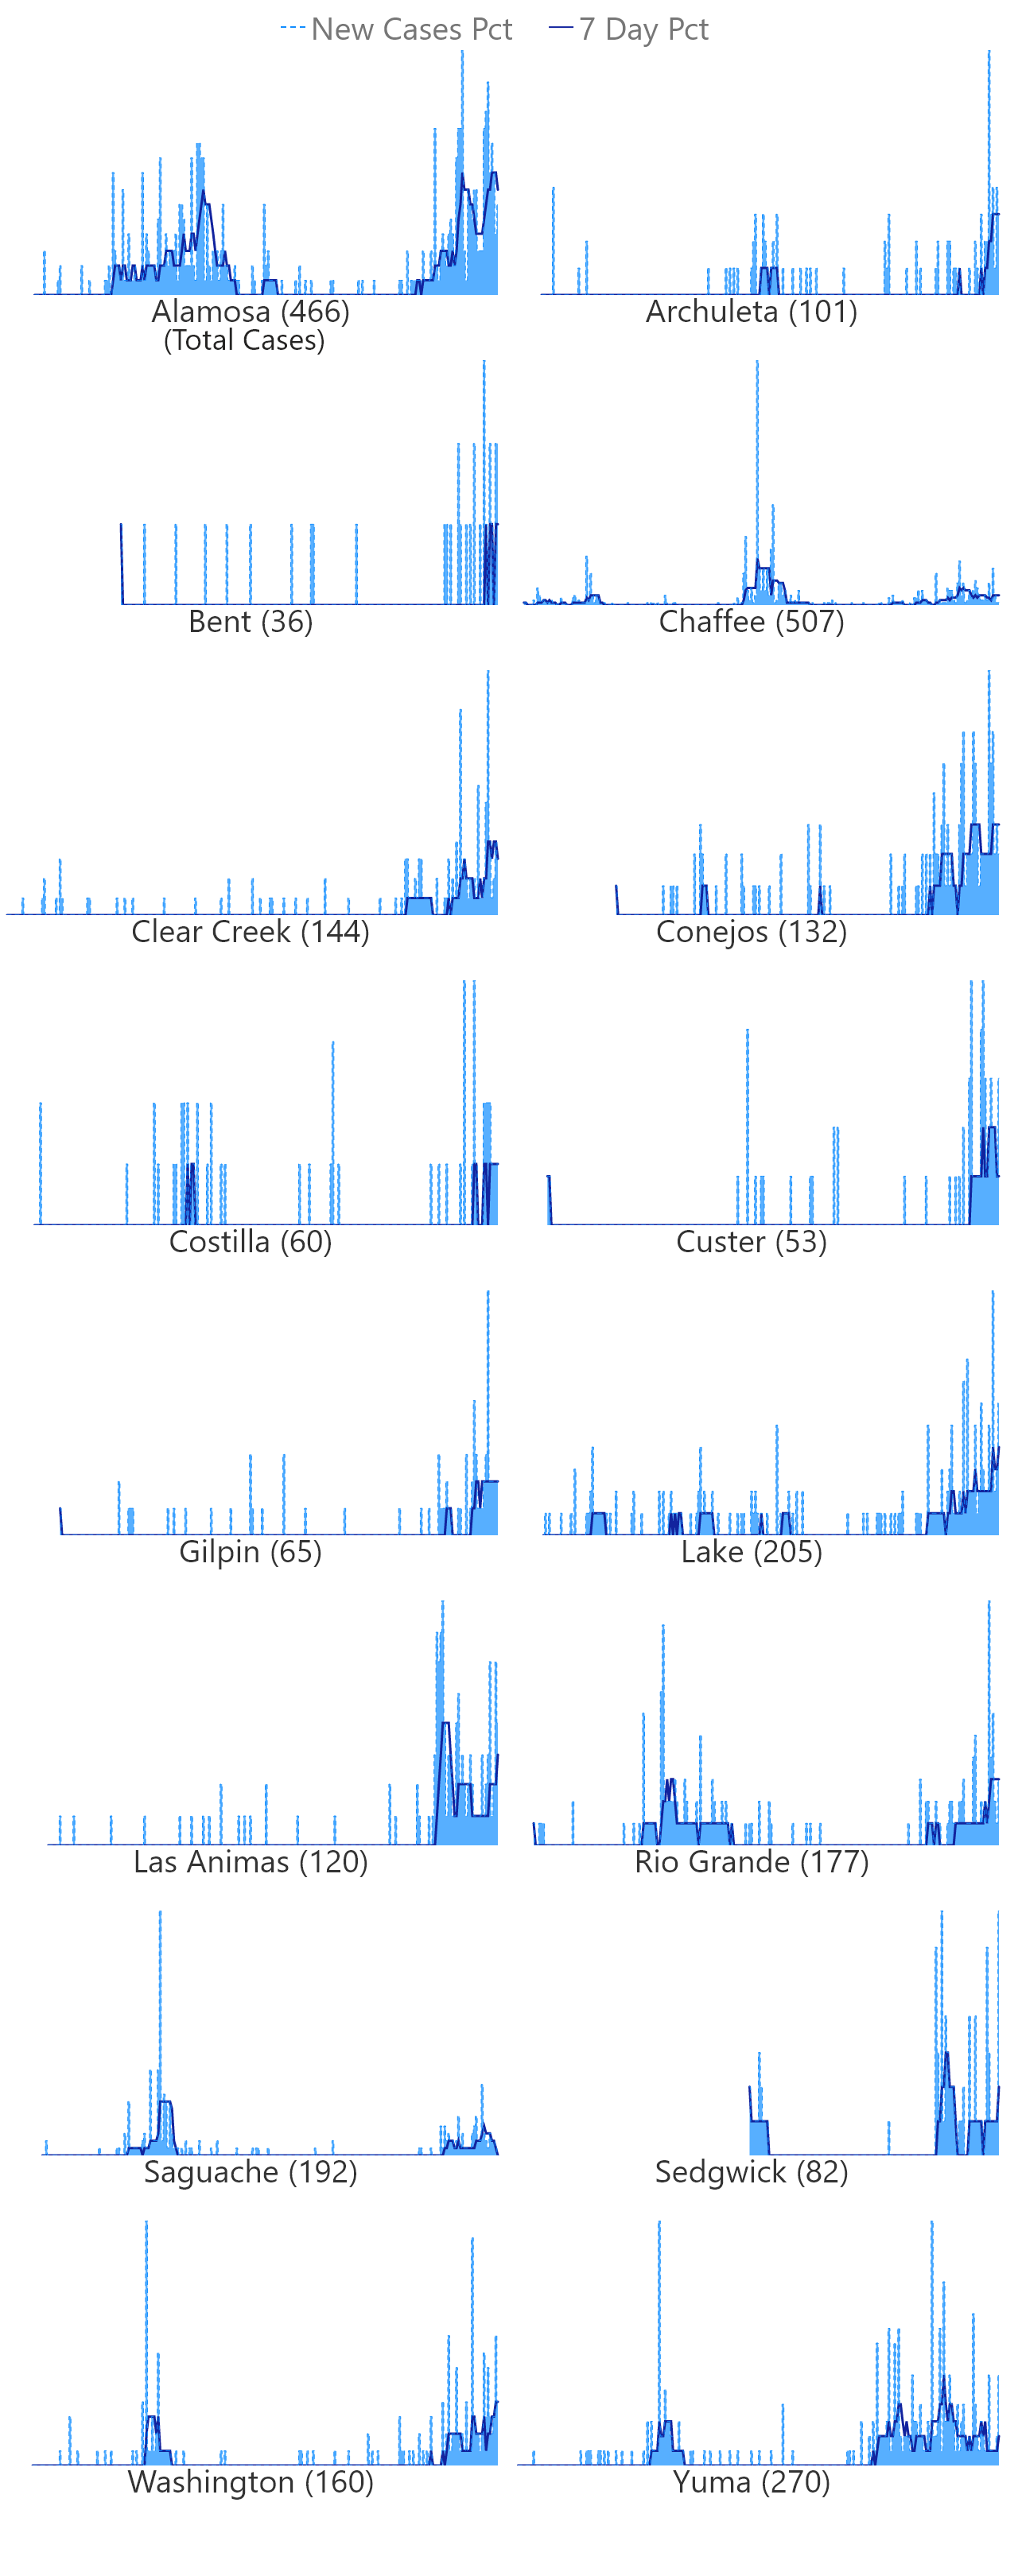 New Cases Pct 7 Day Pct
Alamosa (466) Archuleta (101)
(Total Cases)
Bent (36) Chaffee (507)
Clear Creek (144) Conejos (132)
Costilla (60) Custer (53)
Gilpin (65) Lake (205)
Las Animas (120) Rio Grande (177)
Saguache (192) Sedgwick (82)
Washington (160) Yuma (270)